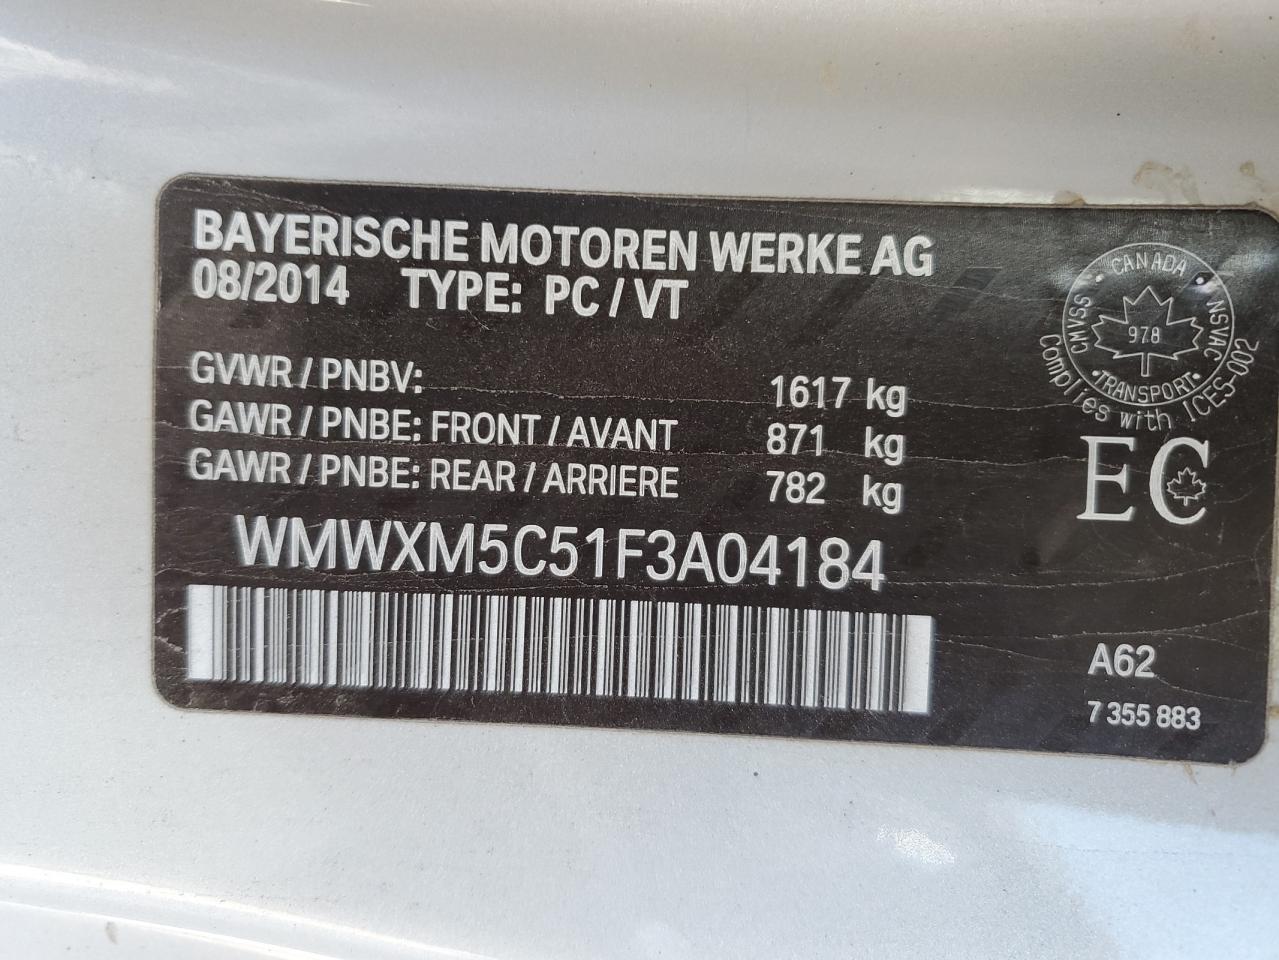 BAYERISCHE MOTOREN WERKE AG
08/2014 TYPE: PC / VT
GVWR / PNBV: 1617 kg
GAWR / PNBE: FRONT / AVANT 871 kg
GAWR / PNBE: REAR / ARRIERE 782 kg
WMWXM5C51F3A04184
CANADA
CMVSS
NSVAC
978
TRANSPORT
Complies with ICES-002
EC
A62
7 355 883